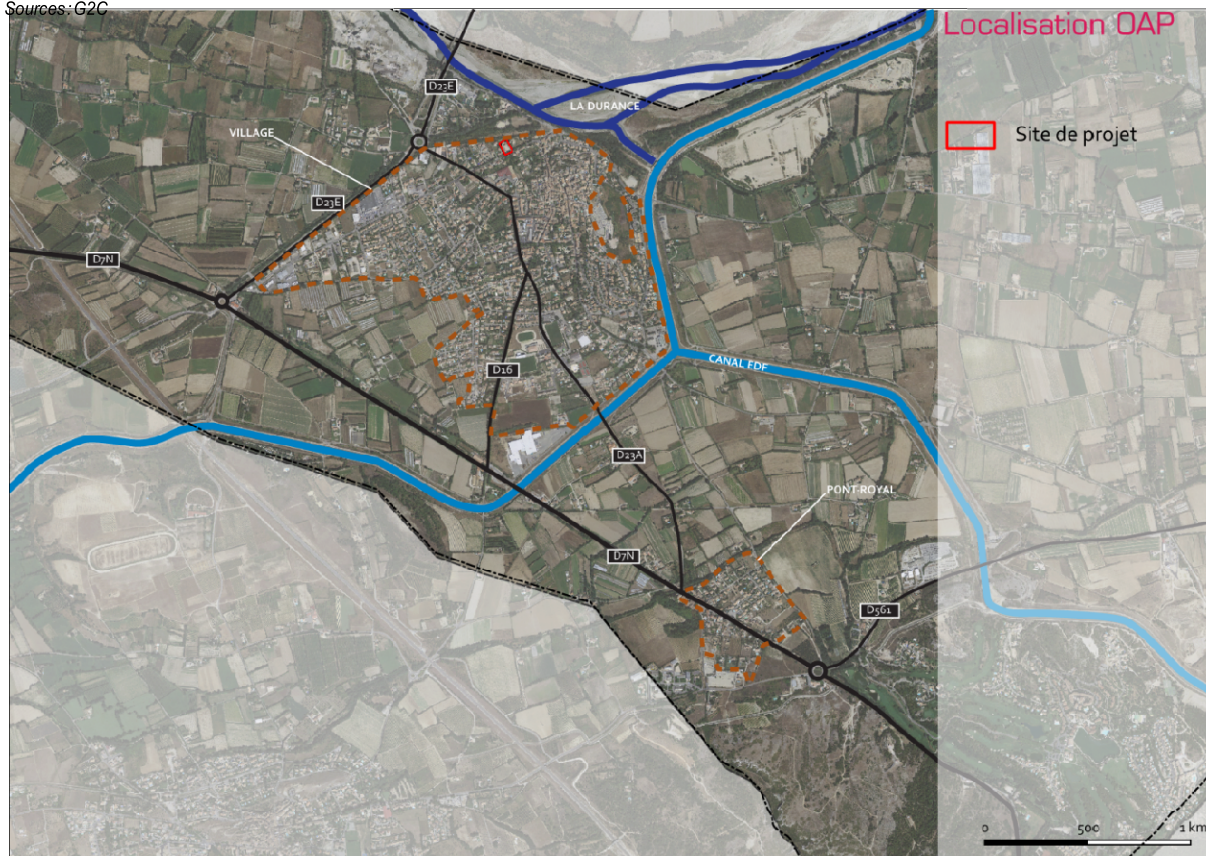 Sources: G2C
Localisation OAP
Site de projet
D23E
LA DURANCE
VILLAGE
D23E
D7N
CANAL EDF
D16
D23A
PONT-ROYAL
D7N
D561
0 500 1 km